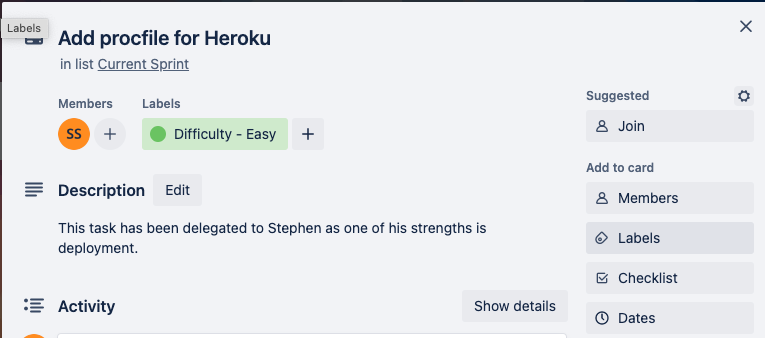 Labels
Add procfile for Heroku
in list Current Sprint
Members
Labels
SS
Difficulty - Easy
Description
Edit
This task has been delegated to Stephen as one of his strengths is
deployment.
Activity
Show details
Suggested
Join
Add to card
Members
Labels
Checklist
Dates